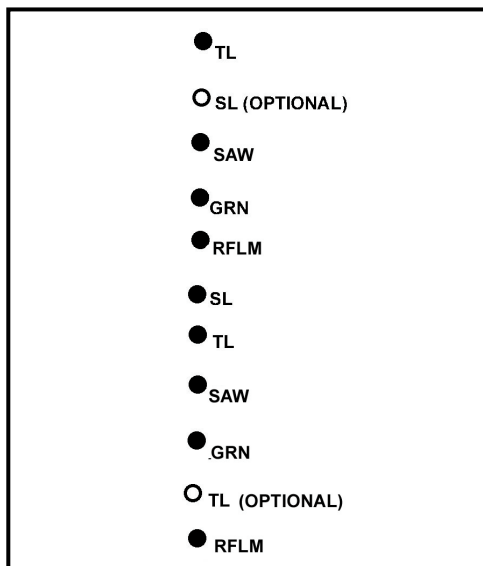 TL
SL (OPTIONAL)
SAW
GRN
RFLM
SL
TL
SAW
GRN
TL (OPTIONAL)
RFLM